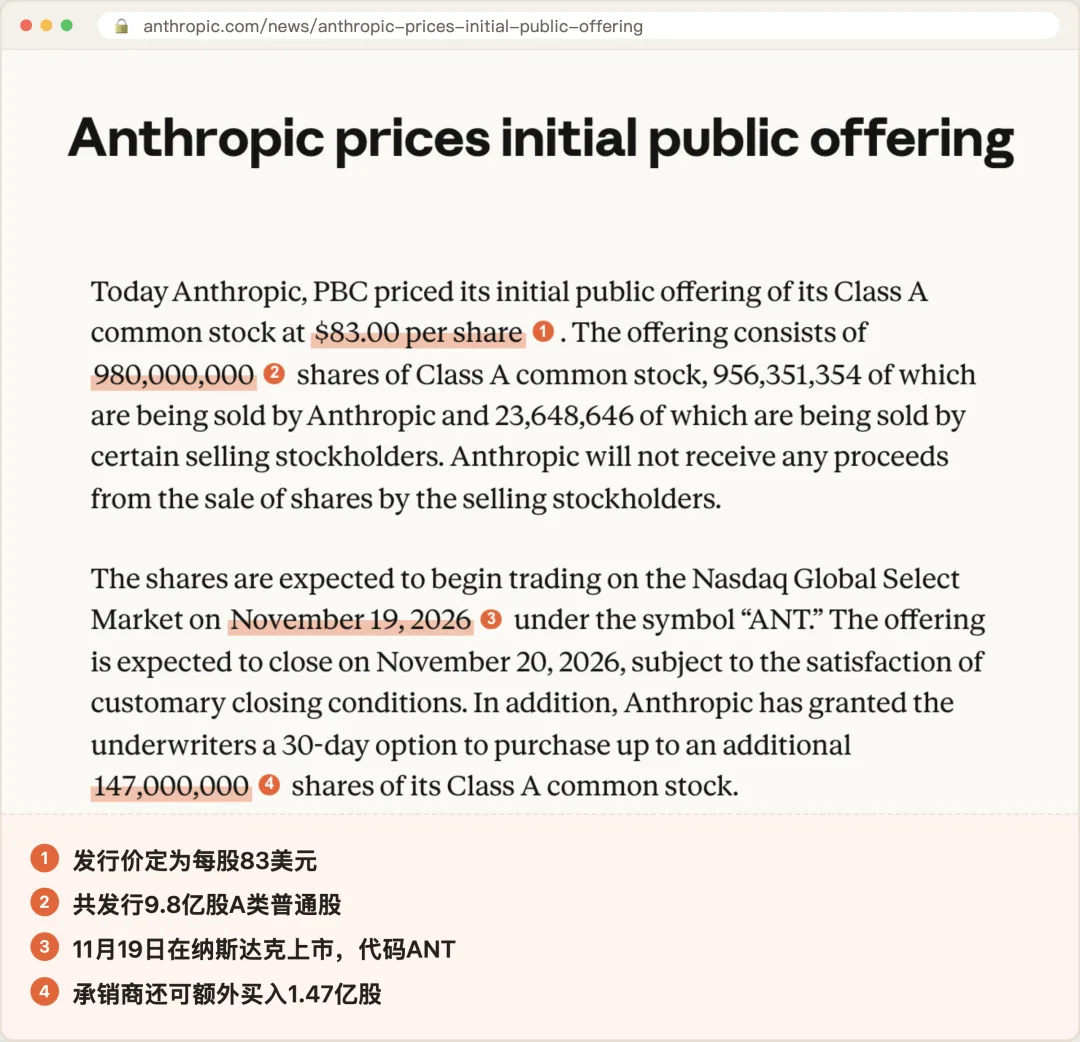 anthropic.com/news/anthropic-prices-initial-public-offering
Anthropic prices initial public offering
Today Anthropic, PBC priced its initial public offering of its Class A
common stock at $83.00 per share 1 . The offering consists of
980,000,000 2 shares of Class A common stock, 956,351,354 of which
are being sold by Anthropic and 23,648,646 of which are being sold by
certain selling stockholders. Anthropic will not receive any proceeds
from the sale of shares by the selling stockholders.
The shares are expected to begin trading on the Nasdaq Global Select
Market on November 19, 2026 3 under the symbol “ANT.” The offering
is expected to close on November 20, 2026, subject to the satisfaction of
customary closing conditions. In addition, Anthropic has granted the
underwriters a 30-day option to purchase up to an additional
147,000,000 4 shares of its Class A common stock.
1 发行价定为每股83美元
2 共发行9.8亿股A类普通股
3 11月19日在纳斯达克上市，代码ANT
4 承销商还可额外买入1.47亿股